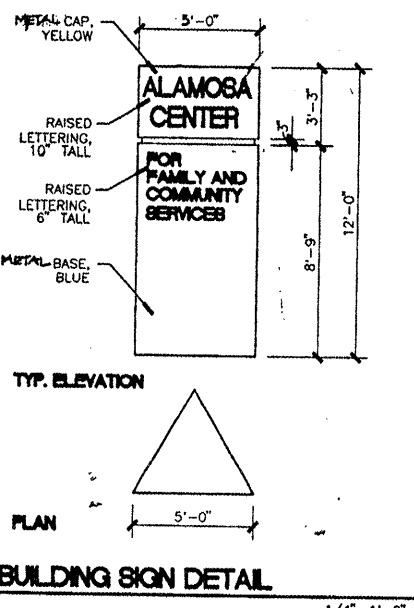 METAL CAP,
YELLOW
5'-0"
ALAMOSA
CENTER
RAISED
LETTERING,
10" TALL
3"
3'-3"
FOR
FAMILY AND
COMMUNITY
SERVICES
RAISED
LETTERING,
6" TALL
12'-0"
8'-9"
METAL BASE,
BLUE
TYP. ELEVATION
PLAN
5'-0"
BUILDING SIGN DETAIL